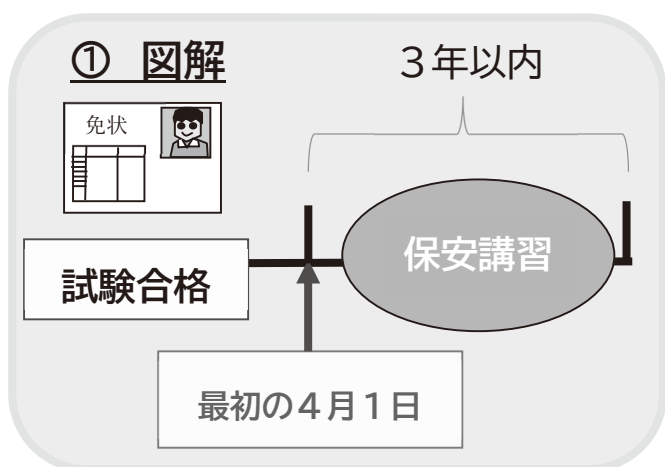 ① 図解
3年以内
免状
試験合格
保安講習
最初の4月1日